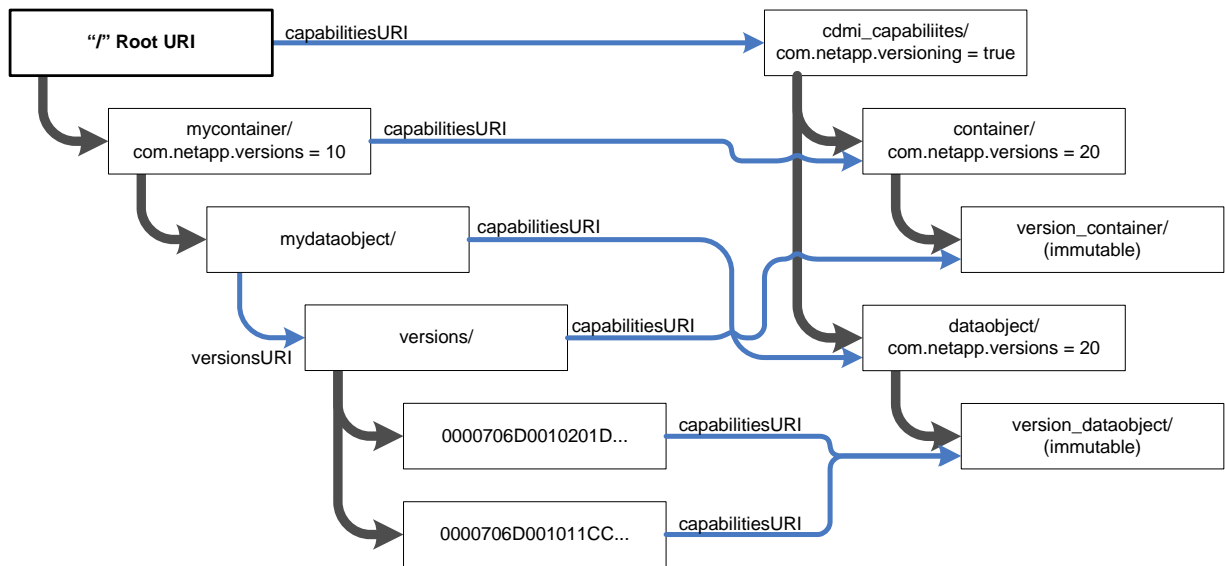 “/” Root URI
capabilitiesURI
cdmi_capabiliites/
com.netapp.versioning = true
mycontainer/
com.netapp.versions = 10
capabilitiesURI
container/
com.netapp.versions = 20
mydataobject/
capabilitiesURI
version_container/
(immutable)
versionsURI
versions/
capabilitiesURI
dataobject/
com.netapp.versions = 20
0000706D0010201D...
capabilitiesURI
version_dataobject/
(immutable)
0000706D001011CC...
capabilitiesURI